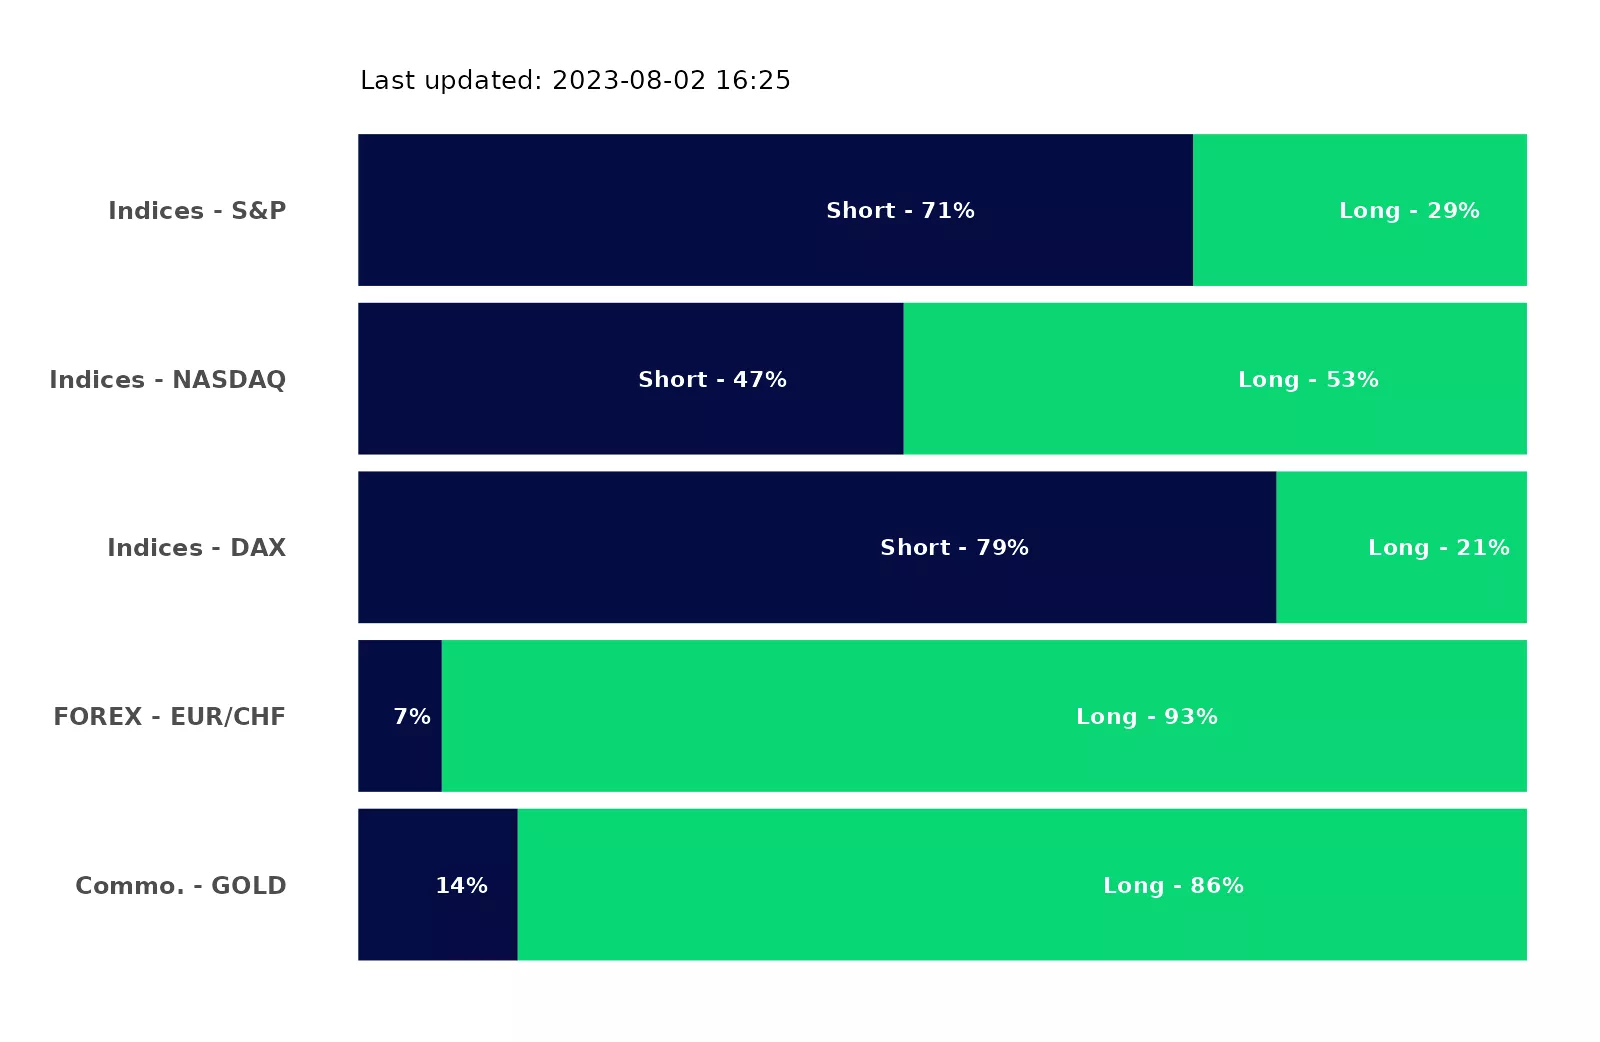 Last updated: 2023-08-02 16:25
Indices - S&P Short - 71% Long - 29%
Indices - NASDAQ Short - 47% Long - 53%
Indices - DAX Short - 79% Long - 21%
FOREX - EUR/CHF 7% Long - 93%
Commo. - GOLD 14% Long - 86%